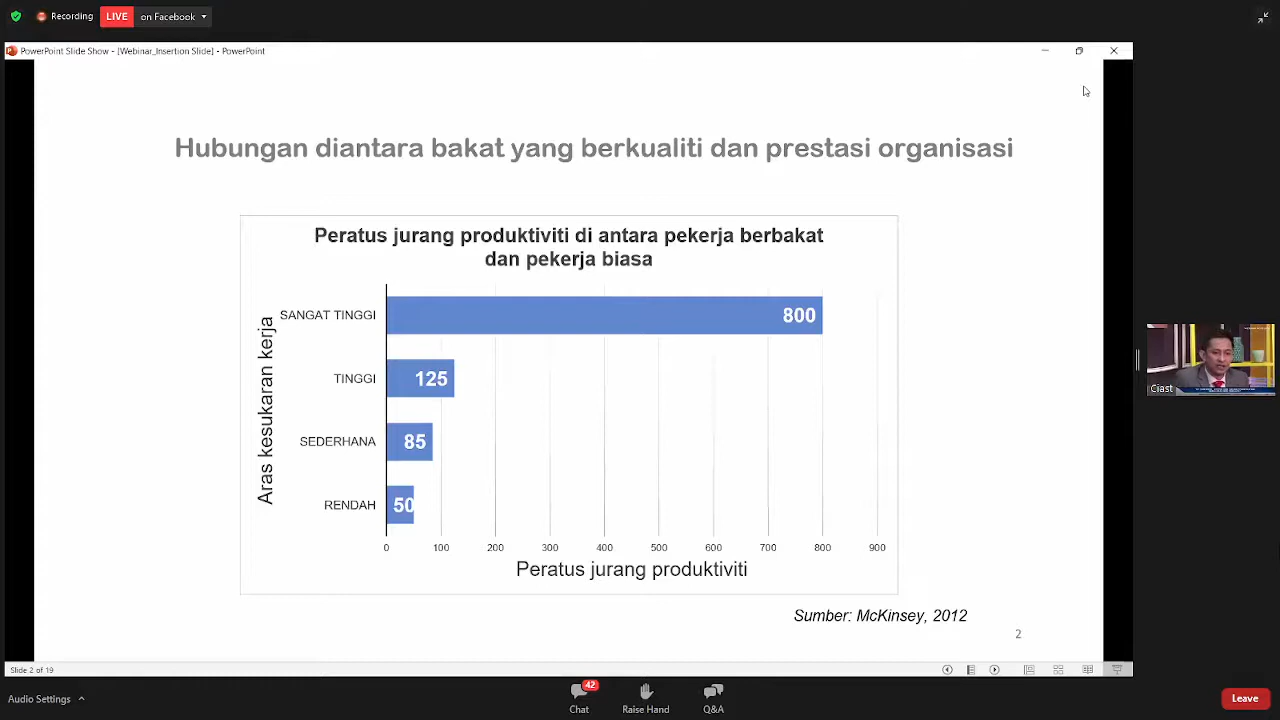 Recording
LIVE
on Facebook
PowerPoint Slide Show - [Webinar_Insertion Slide] - PowerPoint
Hubungan diantara bakat yang berkualiti dan prestasi organisasi
Peratus jurang produktiviti di antara pekerja berbakat
dan pekerja biasa
Aras kesukaran kerja
SANGAT TINGGI
800
TINGGI
125
SEDERHANA
85
RENDAH
50
0 100 200 300 400 500 600 700 800 900
Peratus jurang produktiviti
Sumber: McKinsey, 2012
2
Ciast
Slide 2 of 19
Audio Settings
42
Chat
Raise Hand
Q&A
Leave